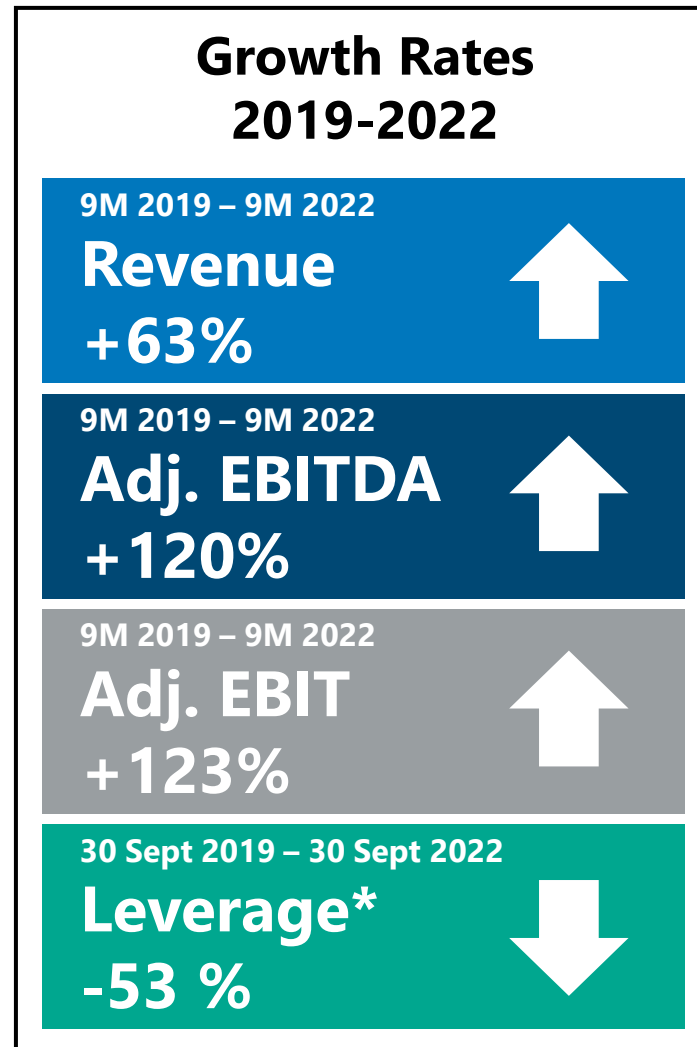 Growth Rates
2019-2022
9M 2019 – 9M 2022
Revenue
+63%
9M 2019 – 9M 2022
Adj. EBITDA
+120%
9M 2019 – 9M 2022
Adj. EBIT
+123%
30 Sept 2019 – 30 Sept 2022
Leverage*
-53 %